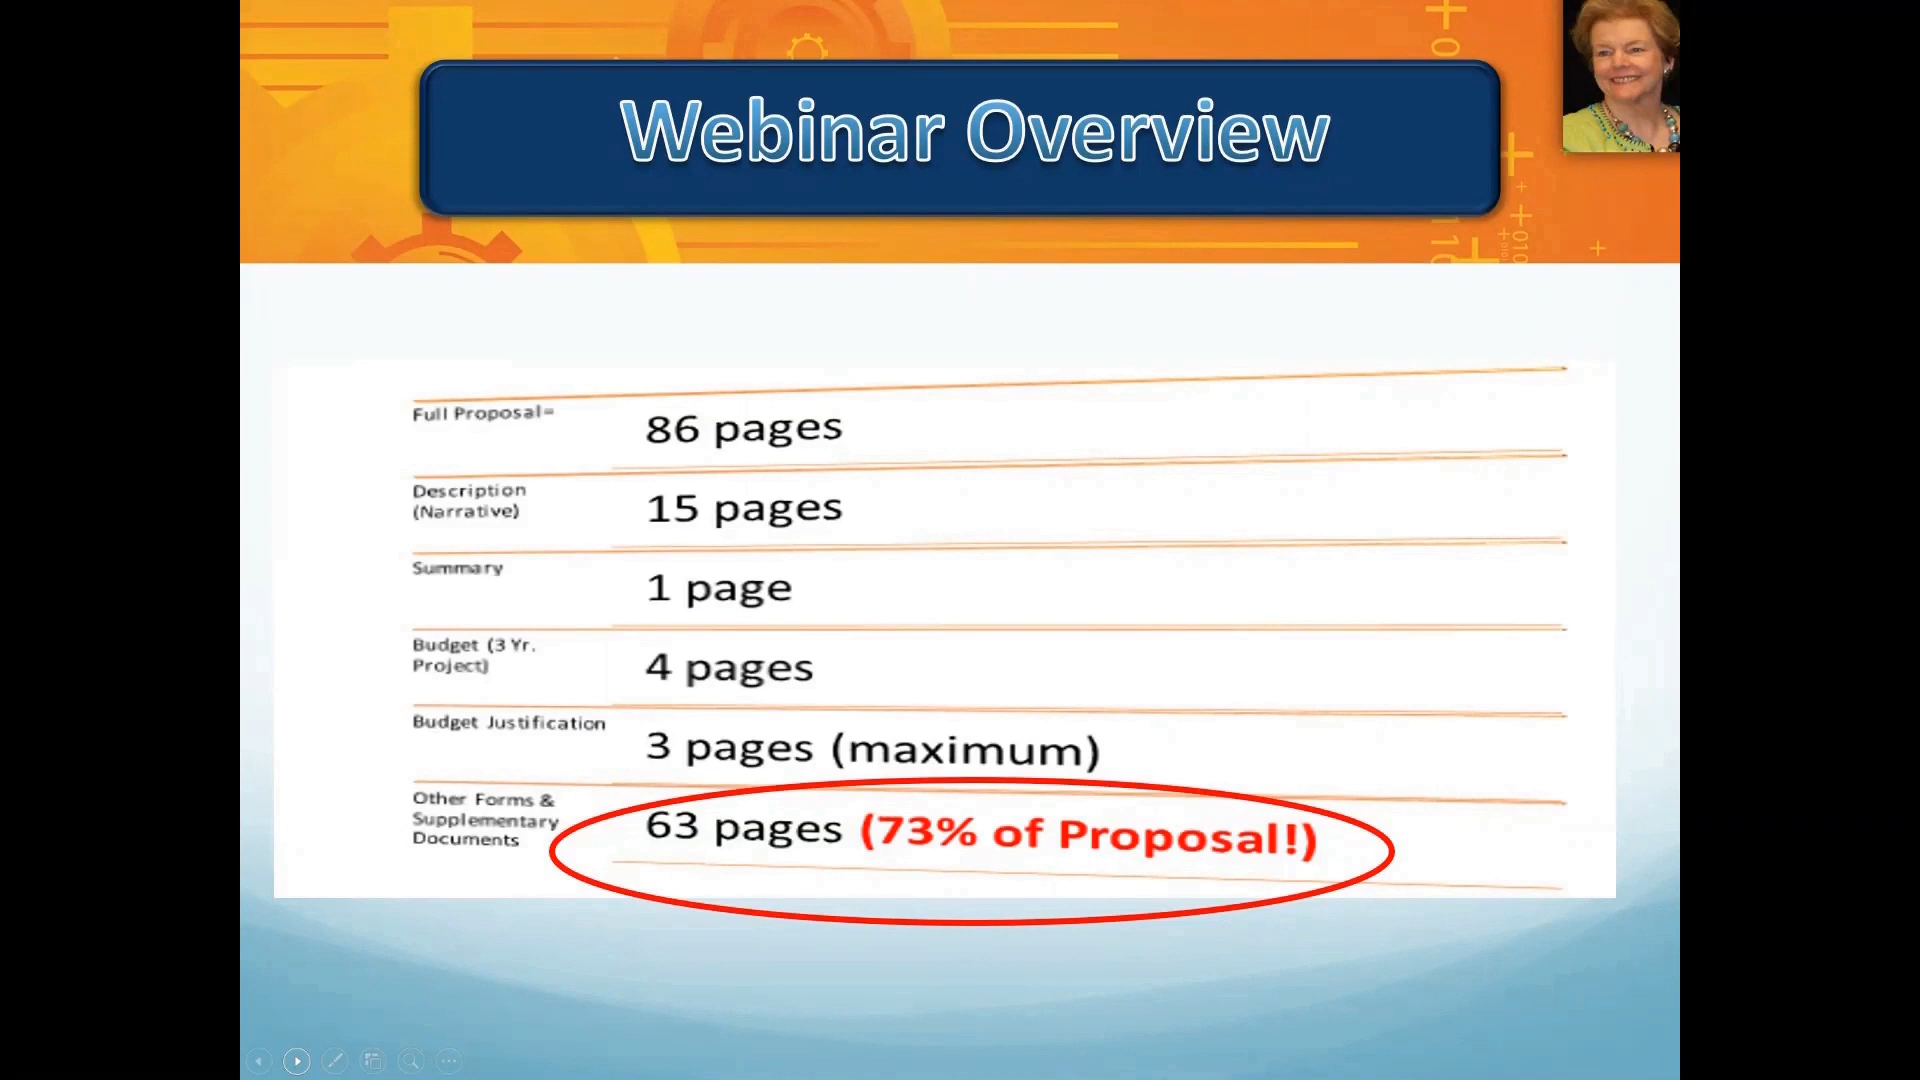 Webinar Overview
Full Proposal=
86 pages
Description
(Narrative)
15 pages
Summary
1 page
Budget (3 Yr.
Project)
4 pages
Budget Justification
3 pages (maximum)
Other Forms &
Supplementary
Documents
63 pages (73% of Proposal!)